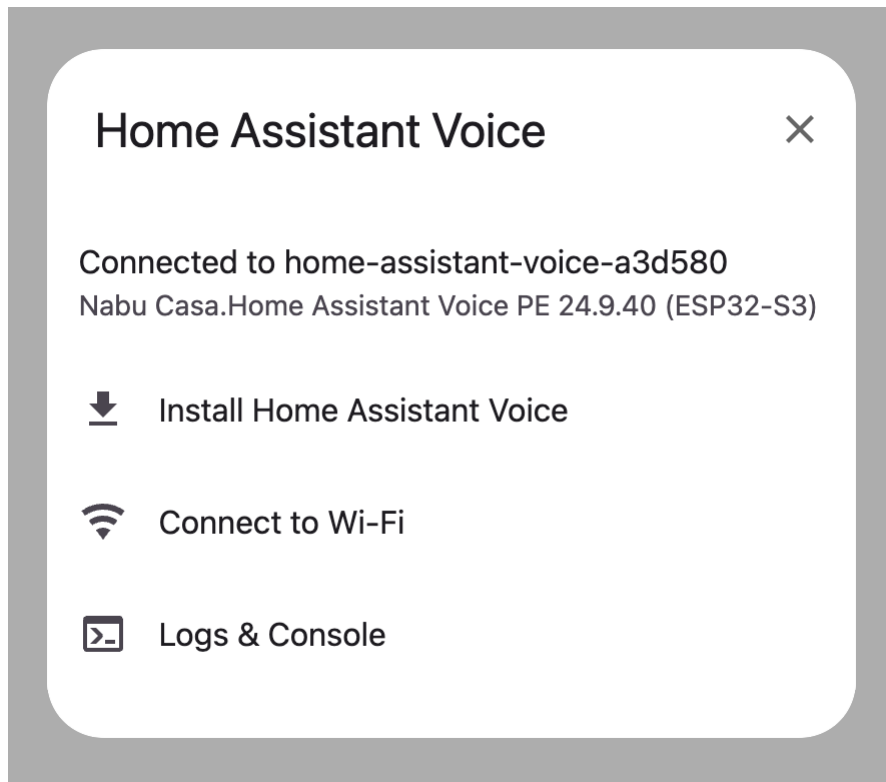 Home Assistant Voice
Connected to home-assistant-voice-a3d580
Nabu Casa.Home Assistant Voice PE 24.9.40 (ESP32-S3)
Install Home Assistant Voice
Connect to Wi-Fi
Logs & Console